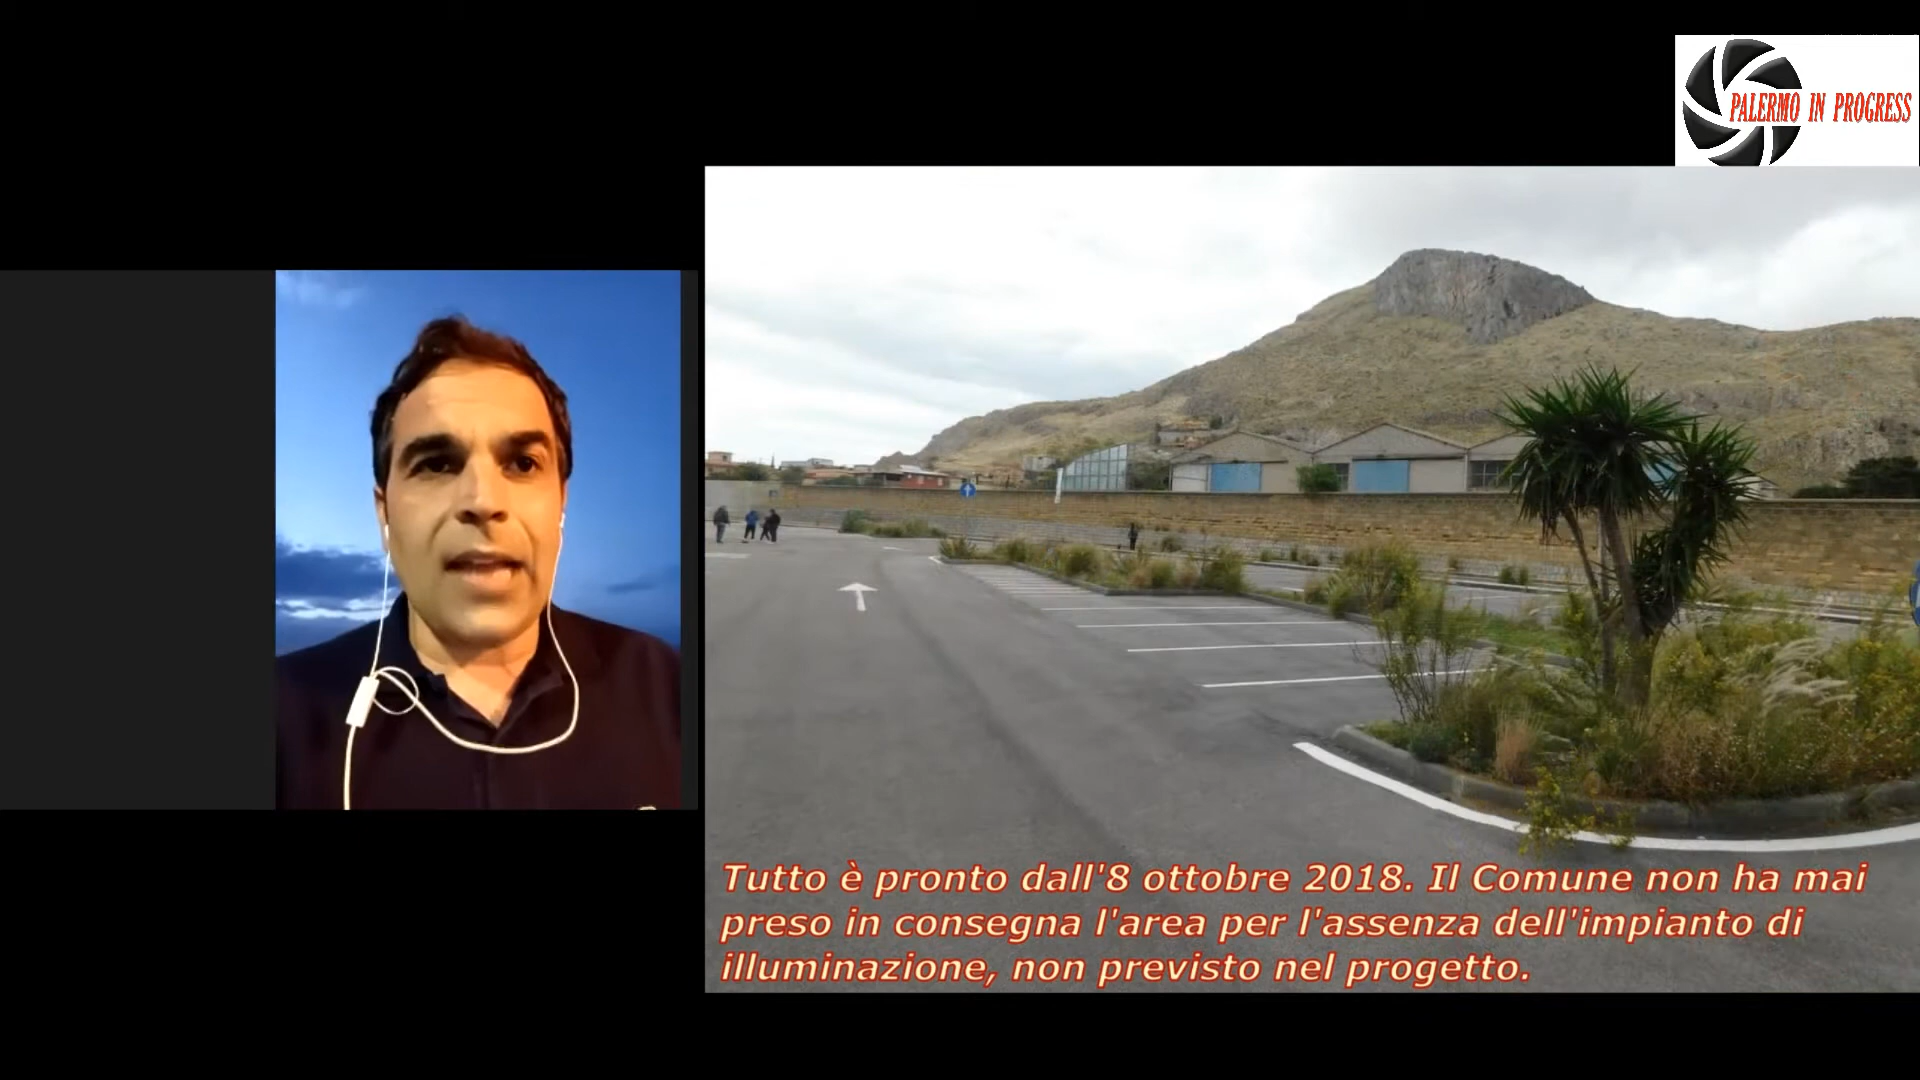 PALERMO IN PROGRESS
Tutto è pronto dall'8 ottobre 2018. Il Comune non ha mai
preso in consegna l'area per l'assenza dell'impianto di
illuminazione, non previsto nel progetto.